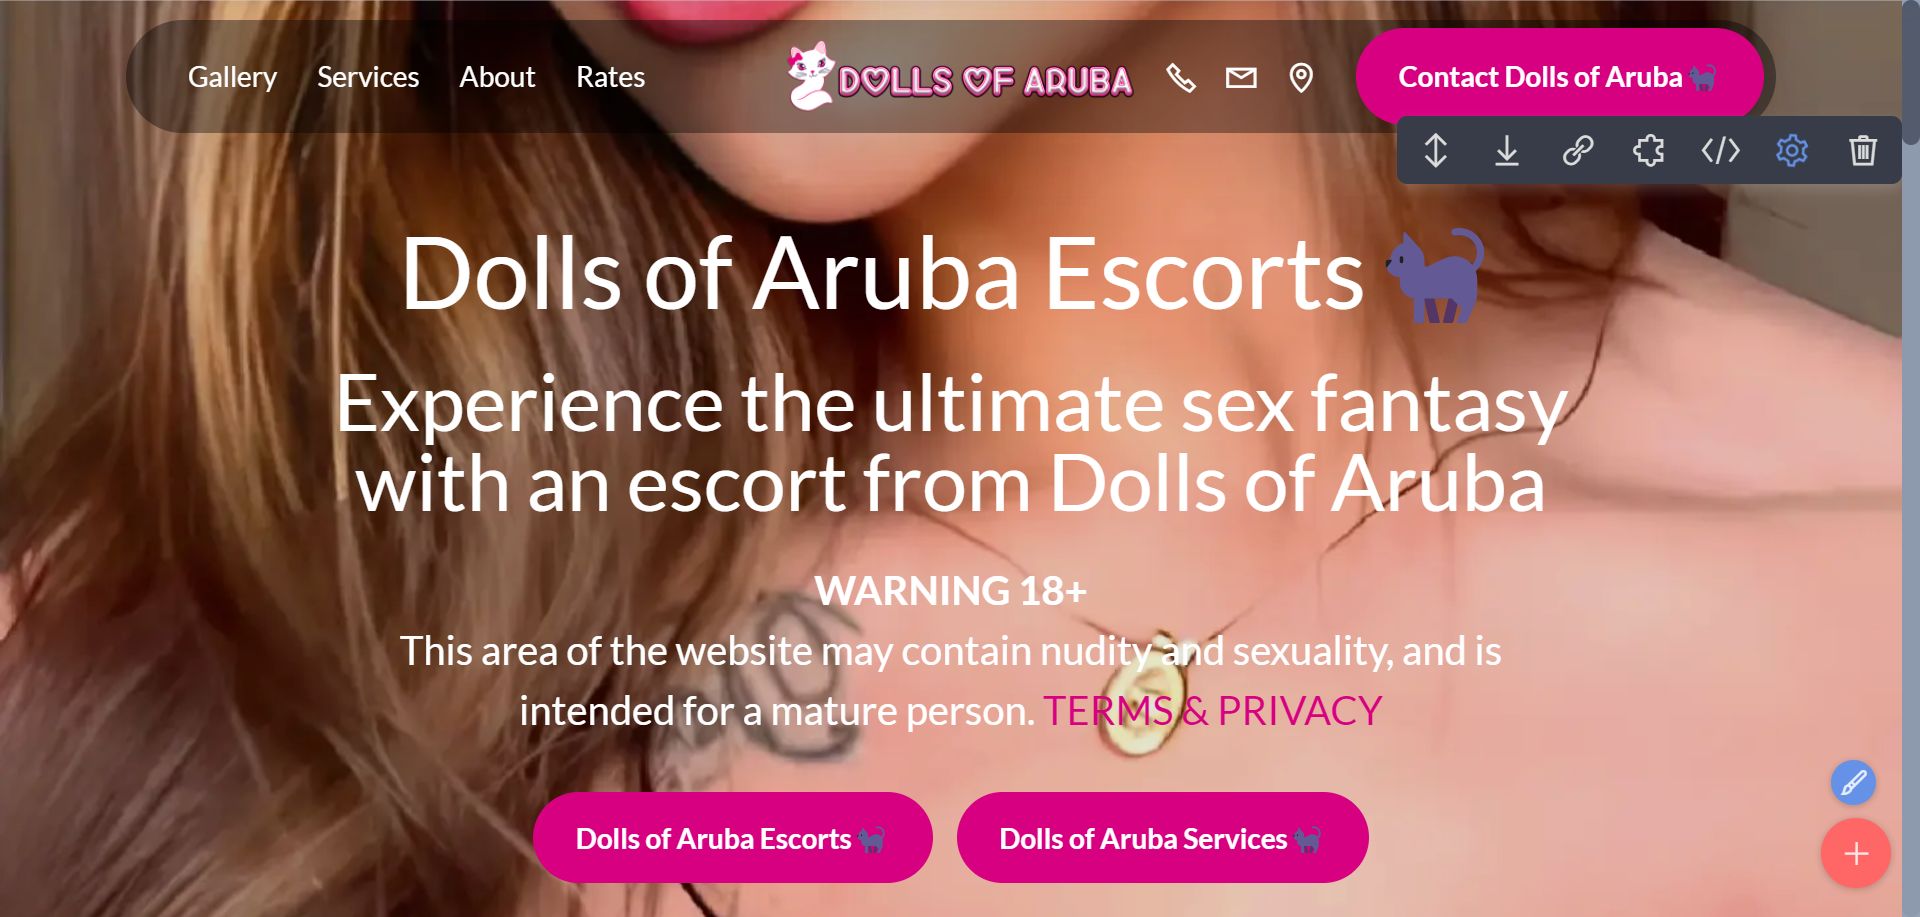 Gallery Services About Rates DOLLS OF ARUBA Contact Dolls of Aruba
Dolls of Aruba Escorts
Experience the ultimate sex fantasy
with an escort from Dolls of Aruba
WARNING 18+
This area of the website may contain nudity and sexuality, and is
intended for a mature person. TERMS & PRIVACY
Dolls of Aruba Escorts Dolls of Aruba Services